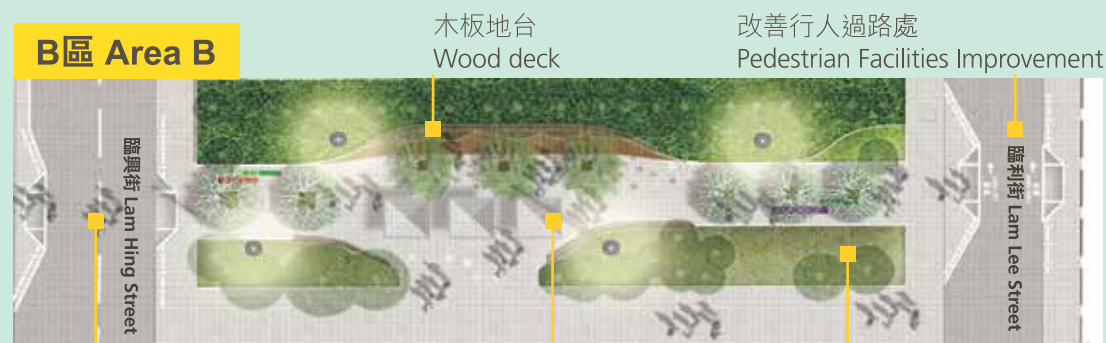 B區 Area B
木板地台
Wood deck
改善行人過路處
Pedestrian Facilities Improvement
臨興街 Lam Hing Street
臨利街 Lam Lee Street